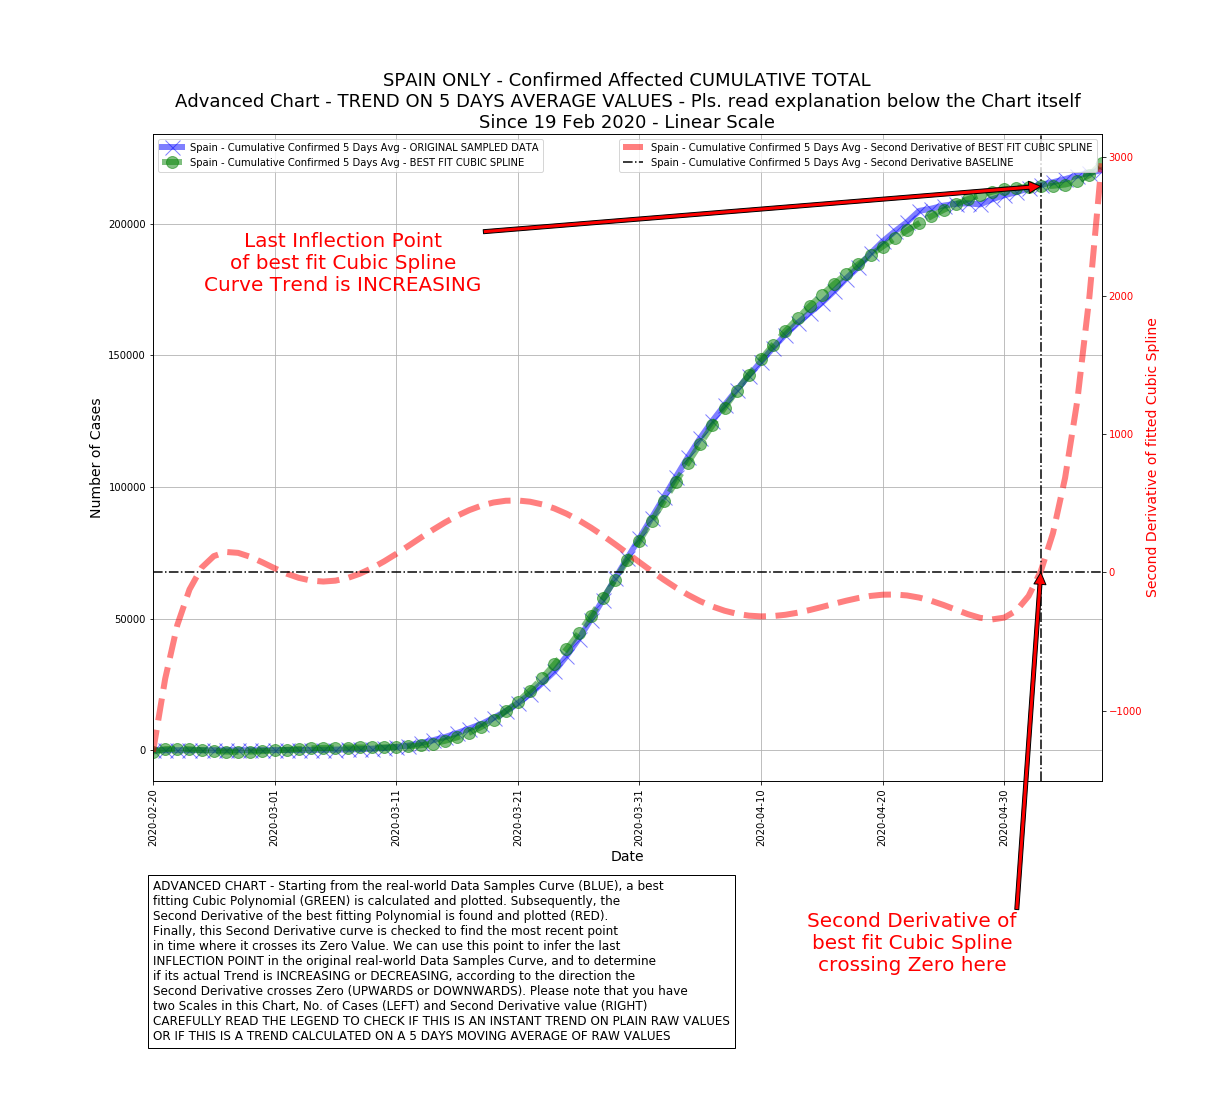 SPAIN ONLY - Confirmed Affected CUMULATIVE TOTAL
Advanced Chart - TREND ON 5 DAYS AVERAGE VALUES - Pls. read explanation below the Chart itself
Since 19 Feb 2020 - Linear Scale
Spain - Cumulative Confirmed 5 Days Avg - ORIGINAL SAMPLED DATA
Spain - Cumulative Confirmed 5 Days Avg - BEST FIT CUBIC SPLINE
Spain - Cumulative Confirmed 5 Days Avg - Second Derivative of BEST FIT CUBIC SPLINE
Spain - Cumulative Confirmed 5 Days Avg - Second Derivative BASELINE
Last Inflection Point
of best fit Cubic Spline
Curve Trend is INCREASING
Number of Cases
200000
150000
100000
50000
0
3000
2000
1000
0
−1000
Second Derivative of fitted Cubic Spline
2020-02-20
2020-03-01
2020-03-11
2020-03-21
2020-03-31
2020-04-10
2020-04-20
2020-04-30
Date
ADVANCED CHART - Starting from the real-world Data Samples Curve (BLUE), a best
fitting Cubic Polynomial (GREEN) is calculated and plotted. Subsequently, the
Second Derivative of the best fitting Polynomial is found and plotted (RED).
Finally, this Second Derivative curve is checked to find the most recent point
in time where it crosses its Zero Value. We can use this point to infer the last
INFLECTION POINT in the original real-world Data Samples Curve, and to determine
if its actual Trend is INCREASING or DECREASING, according to the direction the
Second Derivative crosses Zero (UPWARDS or DOWNWARDS). Please note that you have
two Scales in this Chart, No. of Cases (LEFT) and Second Derivative value (RIGHT)
CAREFULLY READ THE LEGEND TO CHECK IF THIS IS AN INSTANT TREND ON PLAIN RAW VALUES
OR IF THIS IS A TREND CALCULATED ON A 5 DAYS MOVING AVERAGE OF RAW VALUES
Second Derivative of
best fit Cubic Spline
crossing Zero here